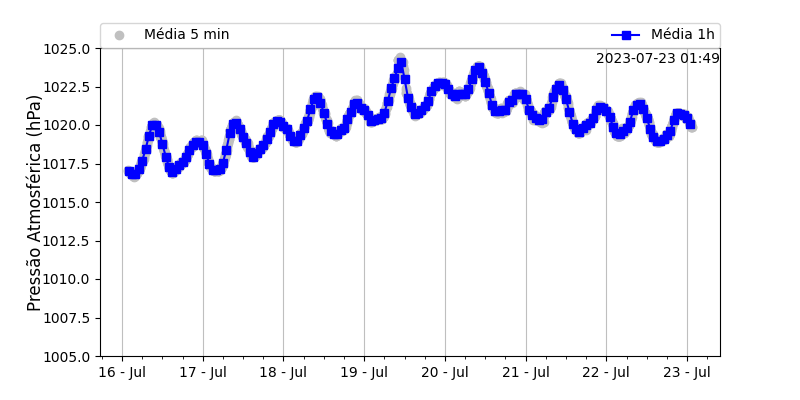 Média 5 min
Média 1h
2023-07-23 01:49
Pressão Atmosférica (hPa)
1025.0
1022.5
1020.0
1017.5
1015.0
1012.5
1010.0
1007.5
1005.0
16 - Jul
17 - Jul
18 - Jul
19 - Jul
20 - Jul
21 - Jul
22 - Jul
23 - Jul